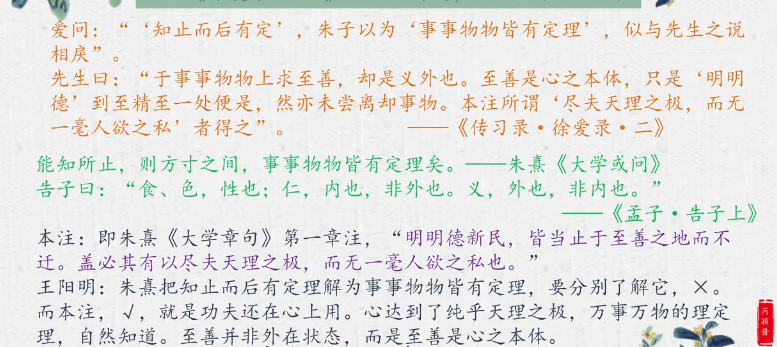 爱问：“‘知止而后有定’，朱子以为‘事事物物皆有定理’，似与先生之说
相戾”。
先生曰：“于事事物物上求至善，却是义外也。至善是心之本体，只是‘明明
德’到至精至一处便是，然亦未尝离却事物。本注所谓‘尽夫天理之极，而无
一毫人欲之私’者得之”。 ——《传习录·徐爱录·二》
能知所止，则方寸之间，事事物物皆有定理矣。——朱熹《大学或问》
告子曰：“食、色，性也；仁，内也，非外也。义，外也，非内也。”
——《孟子·告子上》
本注：即朱熹《大学章句》第一章注，“明明德新民，皆当止于至善之地而不
迁。盖必其有以尽夫天理之极，而无一毫人欲之私也。”
王阳明：朱熹把知止而后有定理解为事事物物皆有定理，要分别了解它，×。
而本注，√，就是功夫还在心上用。心达到了纯乎天理之极，万事万物的理定
理，自然知道。至善并非外在状态，而是至善是心之本体。